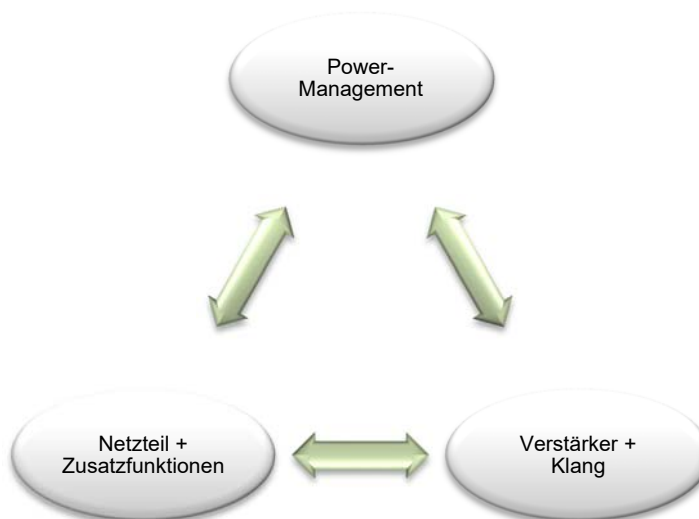 Power-
Management
Netzteil +
Zusatzfunktionen
Verstärker +
Klang